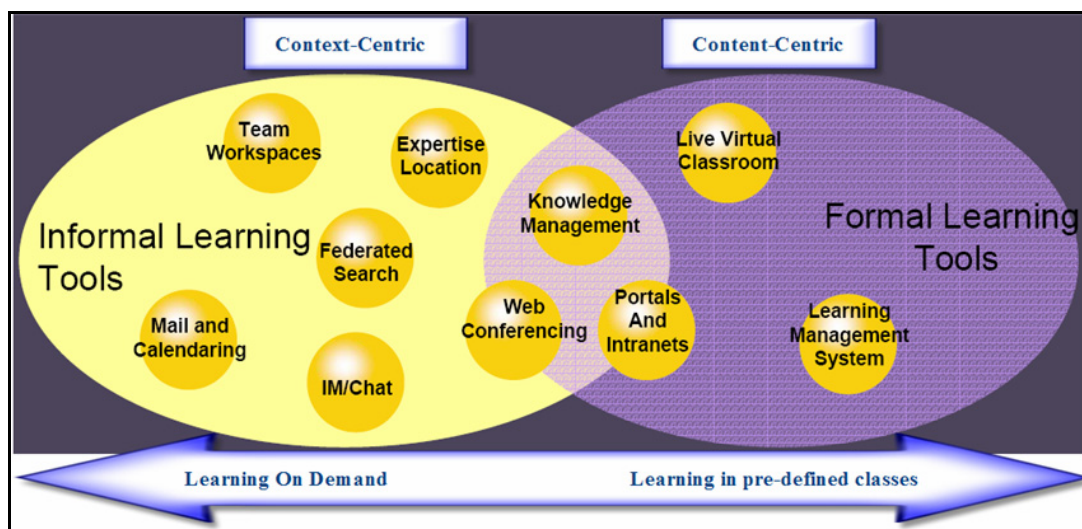 Context-Centric
Content-Centric
Team
Workspaces
Expertise
Location
Live Virtual
Classroom
Knowledge
Management
Informal Learning
Tools
Formal Learning
Tools
Federated
Search
Mail and
Calendaring
IM/Chat
Web
Conferencing
Portals
And
Intranets
Learning
Management
System
Learning On Demand
Learning in pre-defined classes